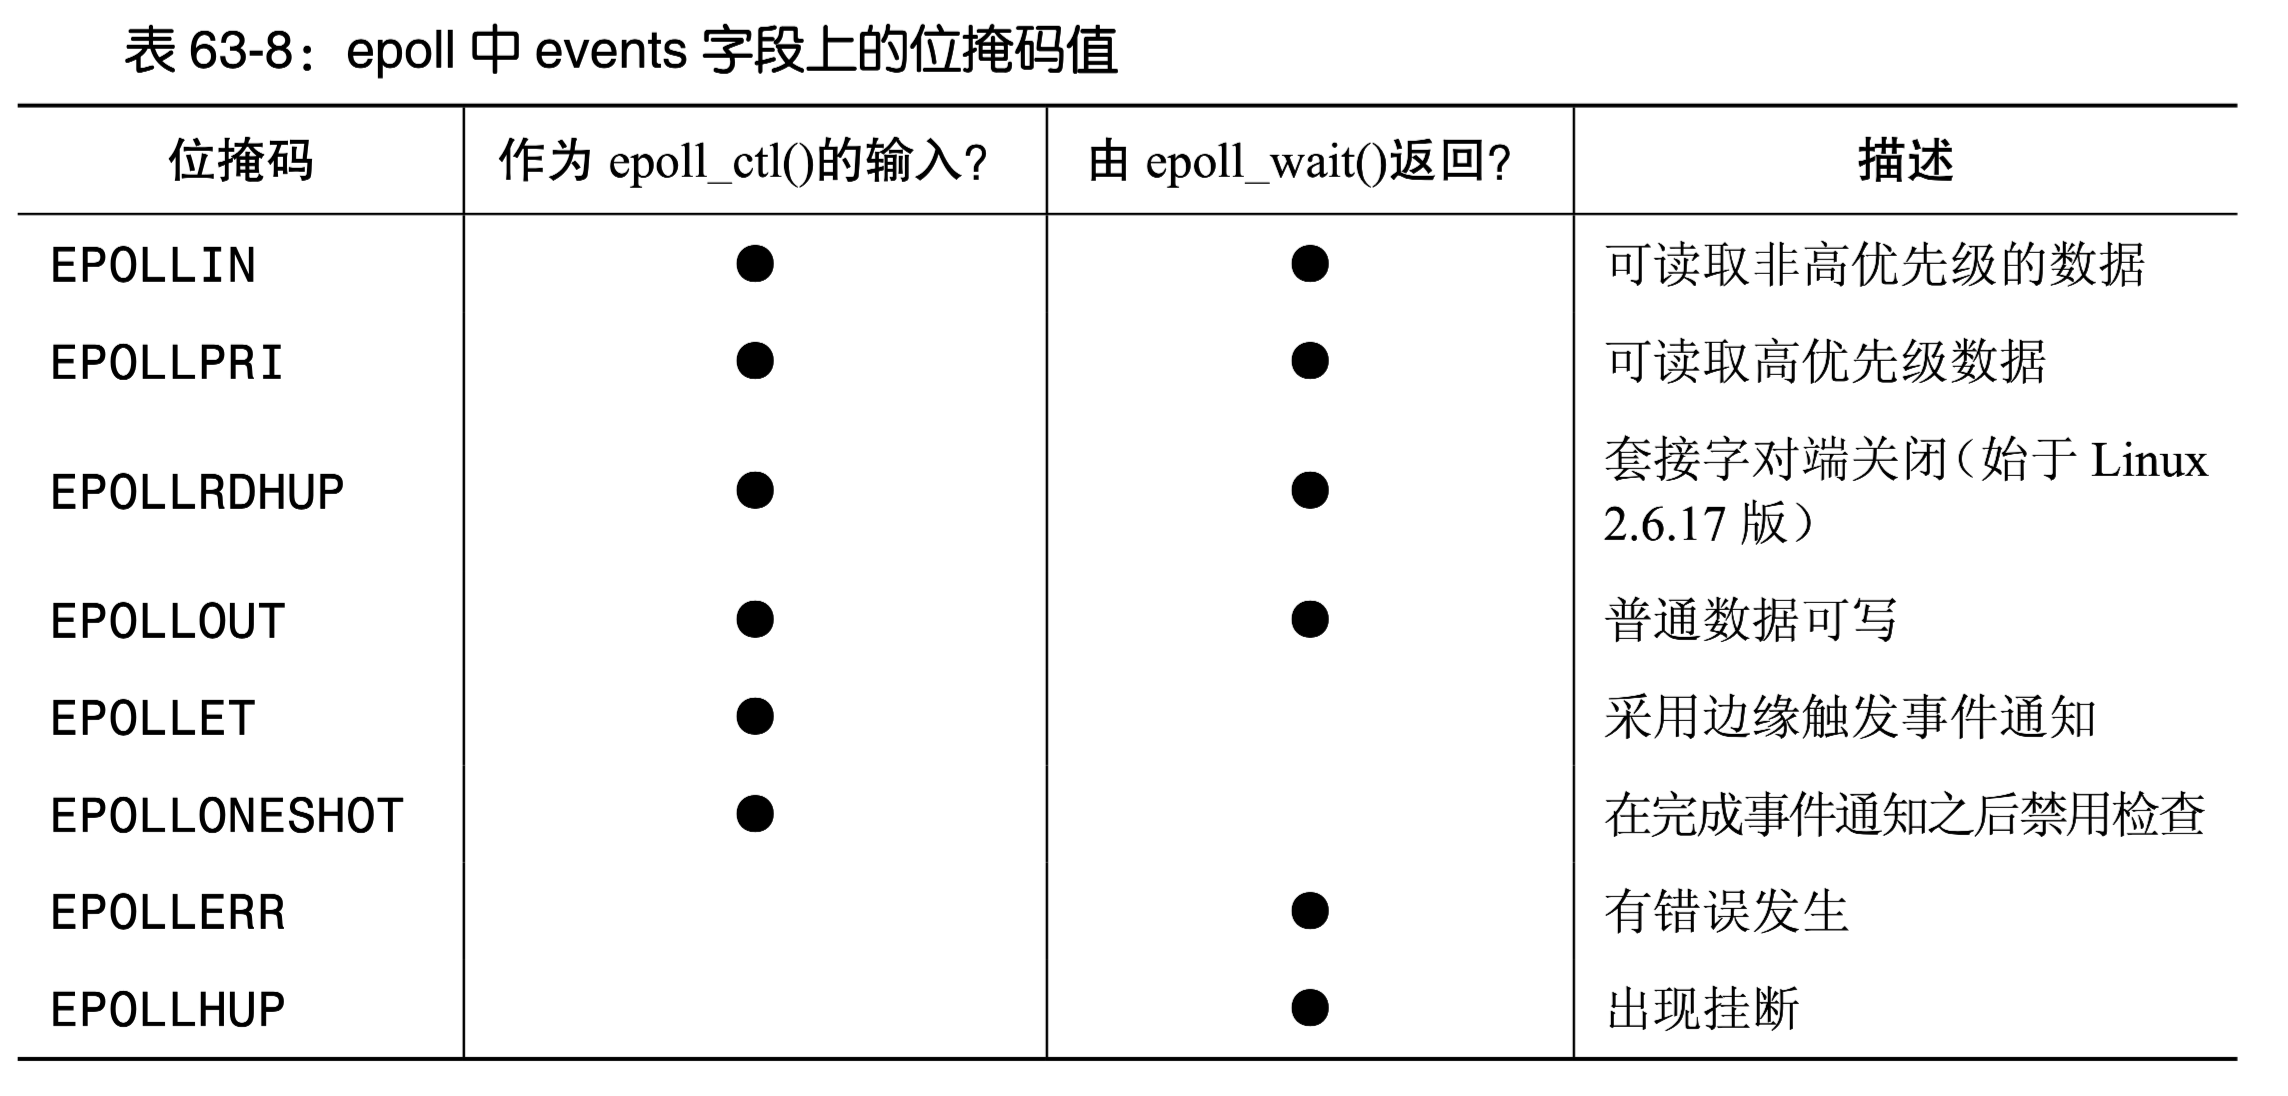 表 63-8：epoll 中 events 字段上的位掩码值
位掩码 作为 epoll_ctl()的输入？ 由 epoll_wait()返回？ 描述
EPOLLIN ● ● 可读取非高优先级的数据
EPOLLPRI ● ● 可读取高优先级数据
EPOLLRDHUP ● ● 套接字对端关闭（始于 Linux
2.6.17 版）
EPOLLOUT ● ● 普通数据可写
EPOLLET ● 采用边缘触发事件通知
EPOLLONESHOT ● 在完成事件通知之后禁用检查
EPOLLERR ● 有错误发生
EPOLLHUP ● 出现挂断